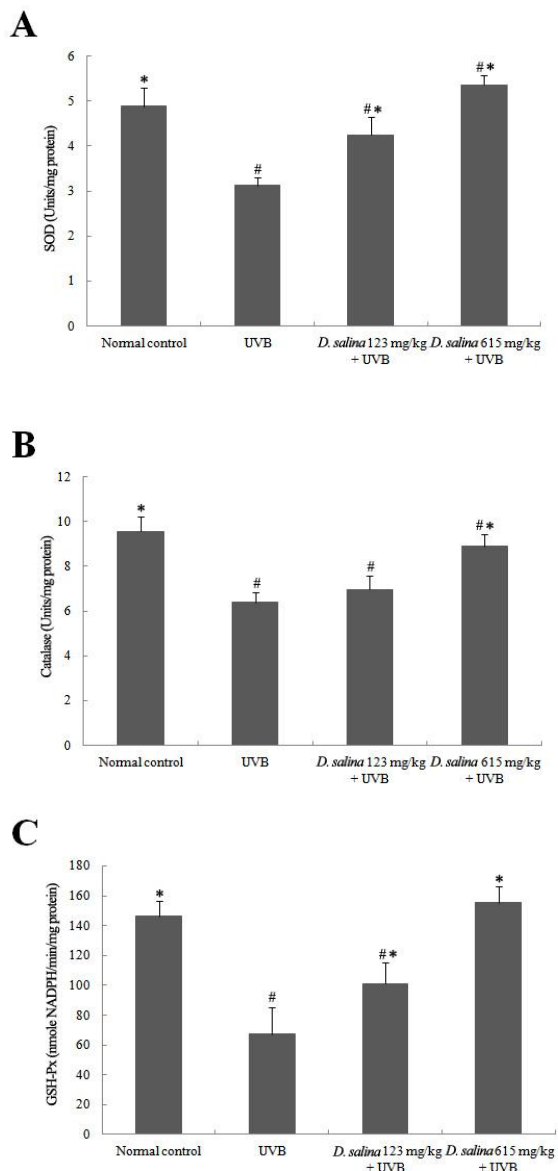 A
SOD (Units/mg protein)
6
5
4
3
2
1
0
*
#
#*
#*
Normal control
UVB
D. salina 123 mg/kg
+ UVB
D. salina 615 mg/kg
+ UVB
B
Catalase (Units/mg protein)
12
10
8
6
4
2
0
*
#
#
#*
Normal control
UVB
D. salina 123 mg/kg
+ UVB
D. salina 615 mg/kg
+ UVB
C
GSH-Px (nmole NADPH/min/mg protein)
180
160
140
120
100
80
60
40
20
0
*
#
#*
*
Normal control
UVB
D. salina 123 mg/kg
+ UVB
D. salina 615 mg/kg
+ UVB